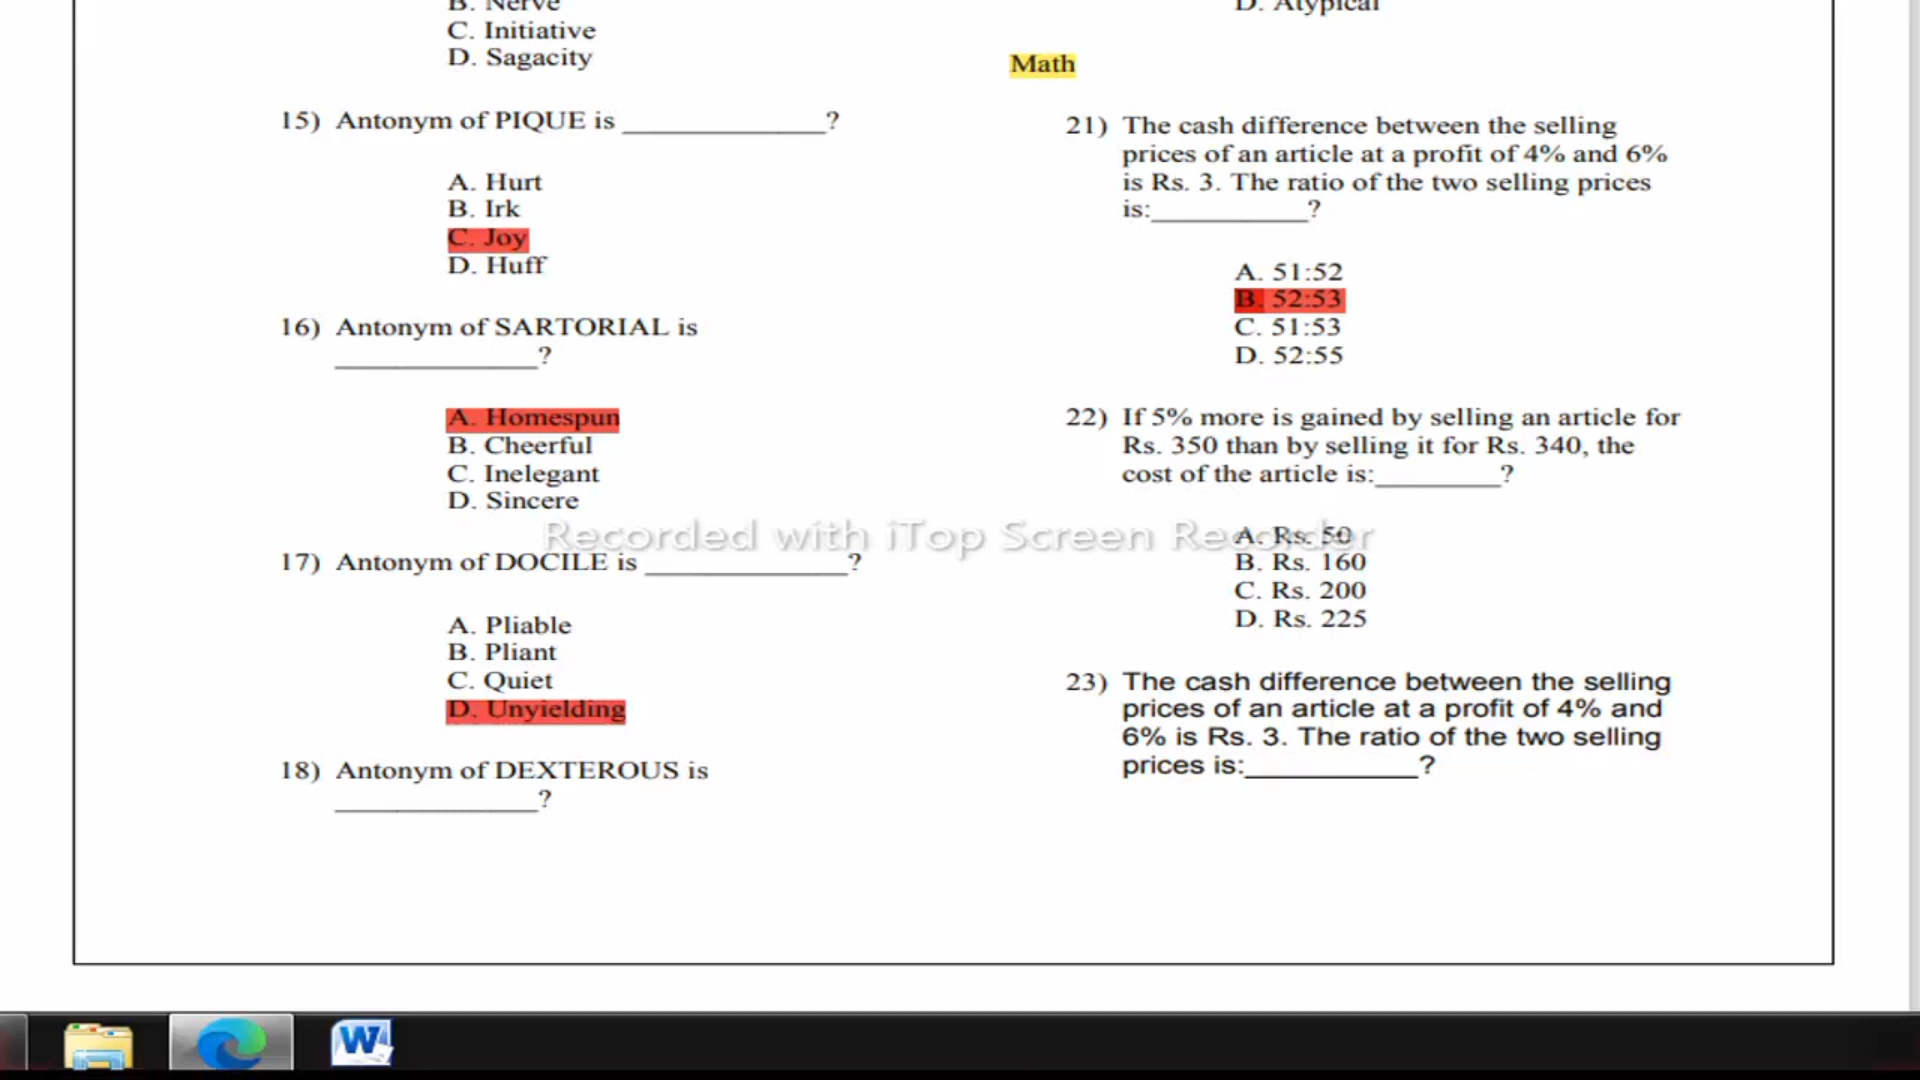 B. Nerve
C. Initiative
D. Sagacity
15) Antonym of PIQUE is _______________?
A. Hurt
B. Irk
C. Joy
D. Huff
16) Antonym of SARTORIAL is
_______________?
A. Homespun
B. Cheerful
C. Inelegant
D. Sincere
17) Antonym of DOCILE is _______________?
A. Pliable
B. Pliant
C. Quiet
D. Unyielding
18) Antonym of DEXTEROUS is
_______________?
D. Atypical
Math
21) The cash difference between the selling
prices of an article at a profit of 4% and 6%
is Rs. 3. The ratio of the two selling prices
is:____________?
A. 51:52
B. 52:53
C. 51:53
D. 52:55
22) If 5% more is gained by selling an article for
Rs. 350 than by selling it for Rs. 340, the
cost of the article is:_________?
A. Rs. 50
B. Rs. 160
C. Rs. 200
D. Rs. 225
23) The cash difference between the selling
prices of an article at a profit of 4% and
6% is Rs. 3. The ratio of the two selling
prices is:____________?
Recorded with iTop Screen Recorder